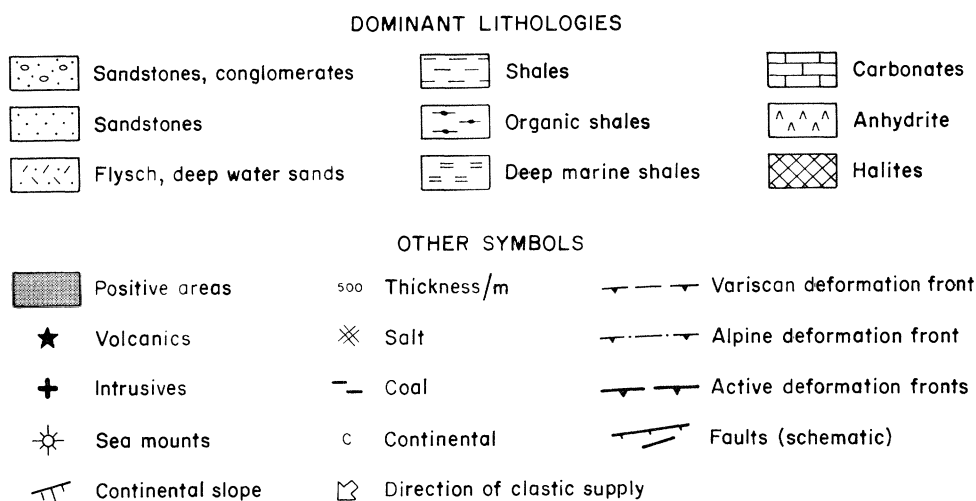 DOMINANT LITHOLOGIES
Sandstones, conglomerates
Shales
Carbonates
Sandstones
Organic shales
Anhydrite
Flysch, deep water sands
Deep marine shales
Halites
OTHER SYMBOLS
Positive areas
500 Thickness/m
Variscan deformation front
Volcanics
Salt
Alpine deformation front
Intrusives
Coal
Active deformation fronts
Sea mounts
C Continental
Faults (schematic)
Continental slope
Direction of clastic supply